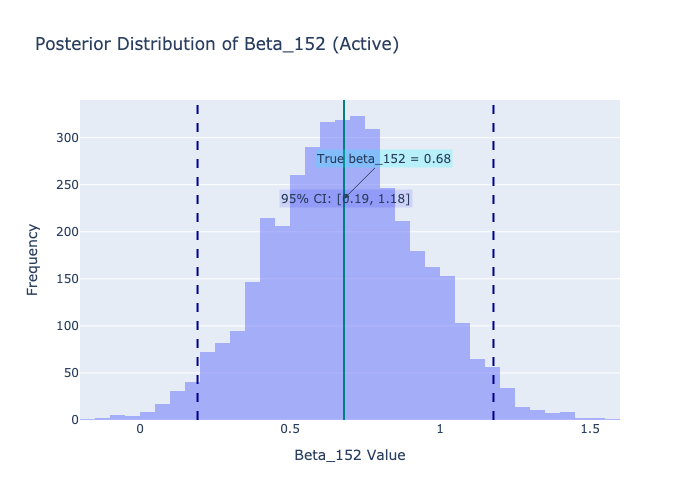 Posterior Distribution of Beta_152 (Active)
300
True beta_152 = 0.68
250
95% CI: [0.19, 1.18]
200
150
100
50
0
Frequency
0
0.5
1
1.5
Beta_152 Value